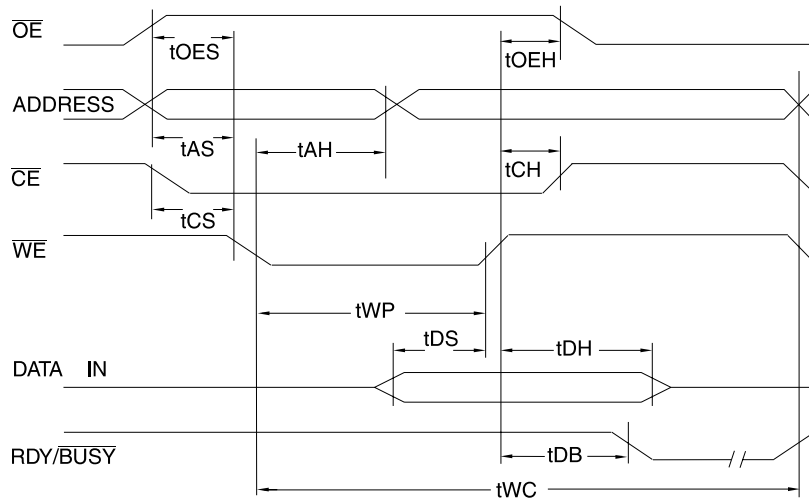 OE
tOES
tOEH
ADDRESS
tAS
tAH
tCH
CE
tCS
WE
tWP
tDS
tDH
DATA IN
RDY/BUSY
tDB
tWC